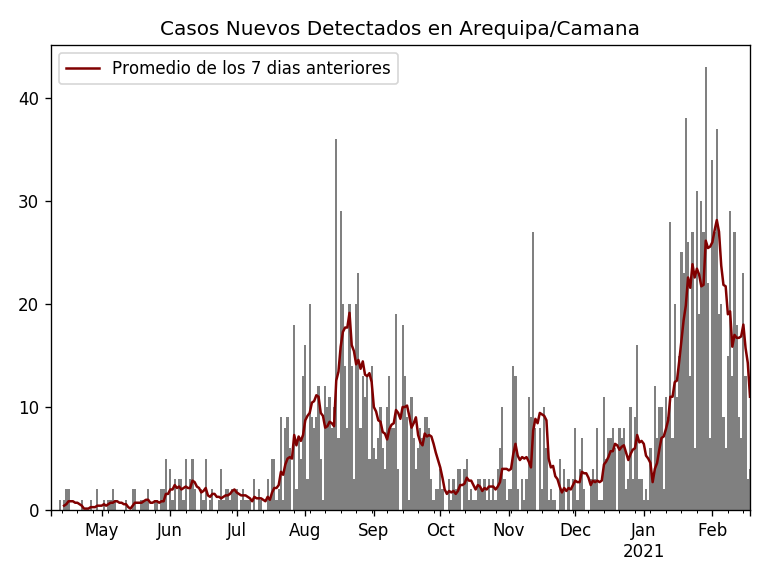 Casos Nuevos Detectados en Arequipa/Camana
Promedio de los 7 dias anteriores
40
30
20
10
0
May Jun Jul Aug Sep Oct Nov Dec Jan Feb
2021